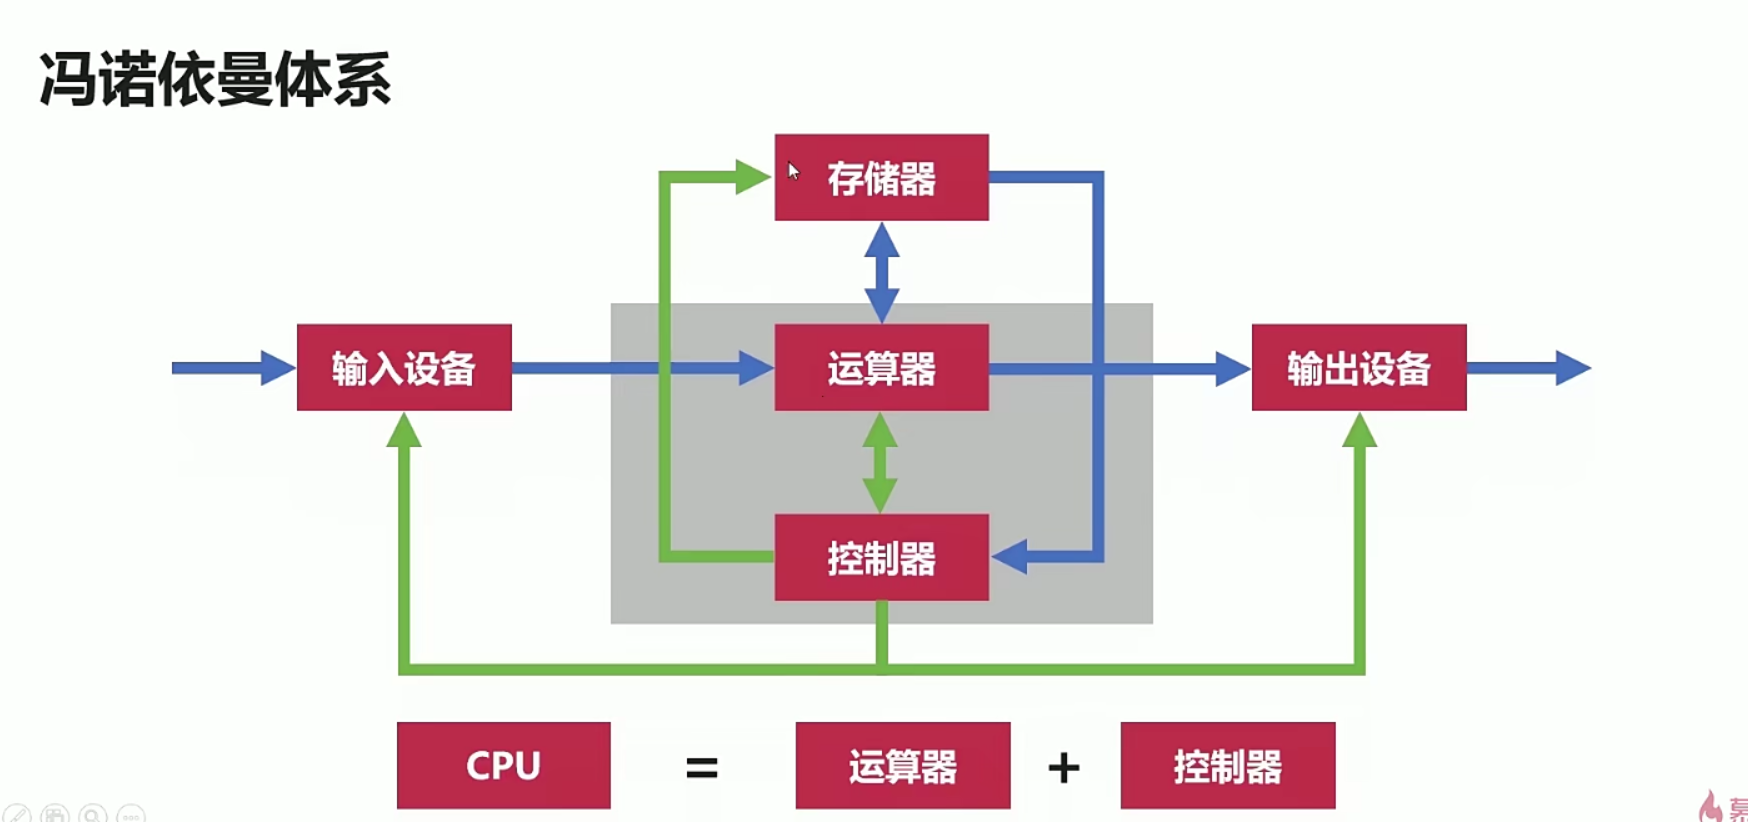 冯诺依曼体系
存储器
输入设备
运算器
输出设备
控制器
CPU = 运算器 + 控制器